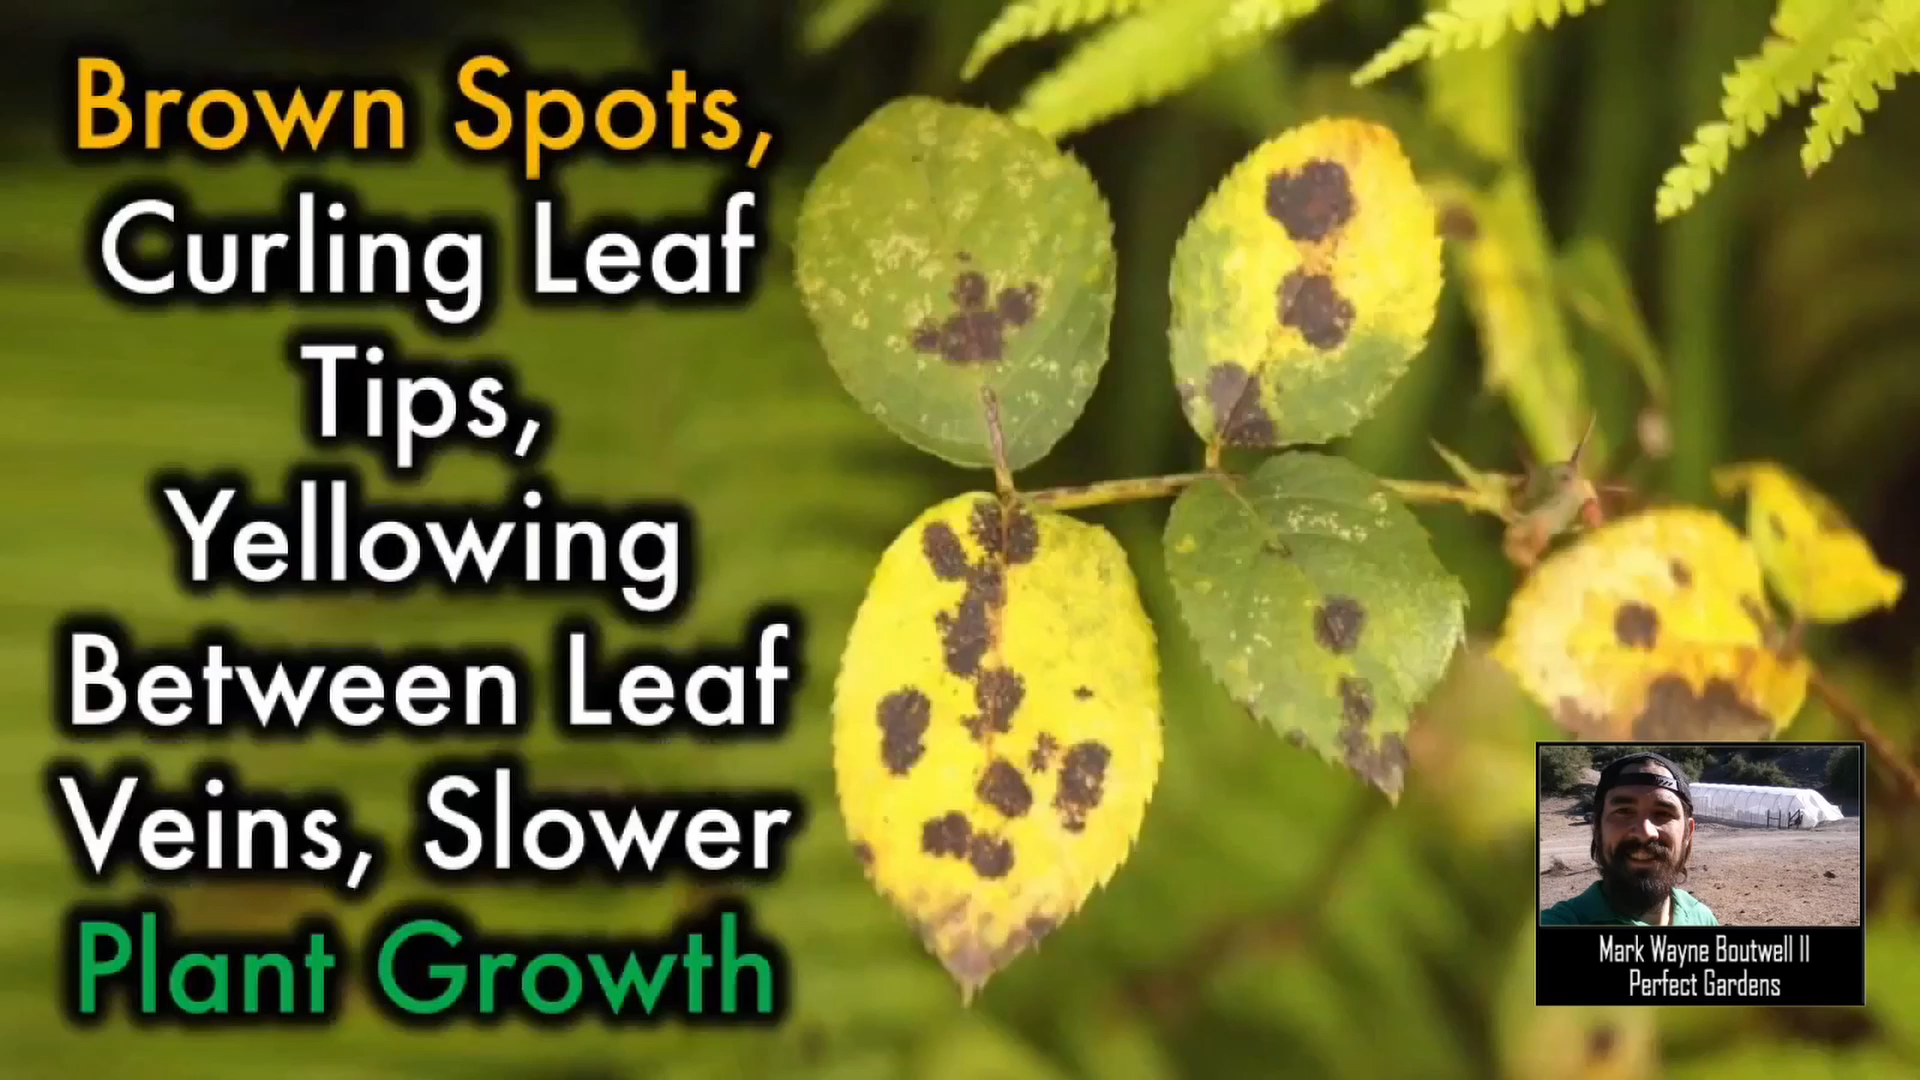 Brown Spots,
Curling Leaf
Tips,
Yellowing
Between Leaf
Veins, Slower
Plant Growth
Mark Wayne Boutwell II
Perfect Gardens